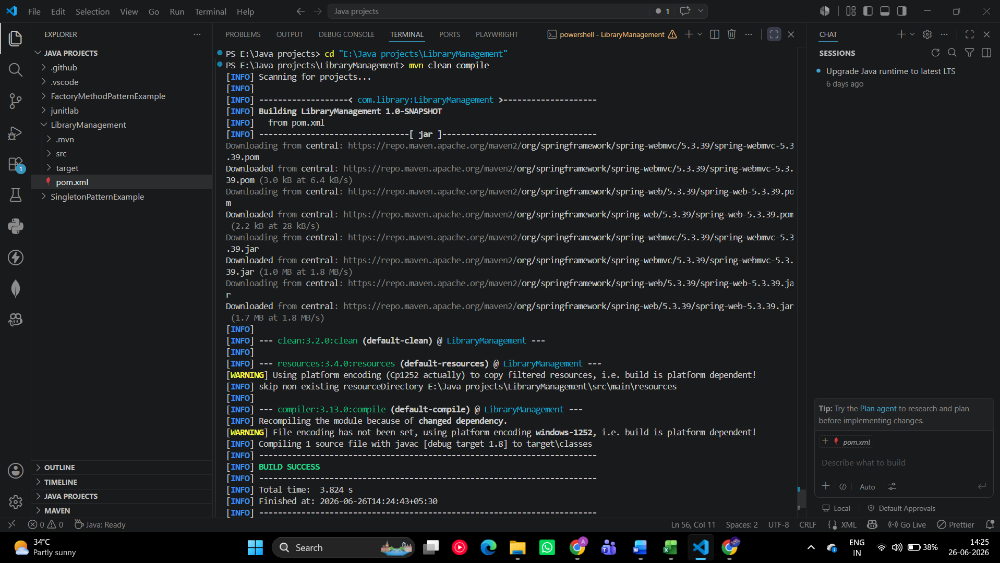 File Edit Selection View Go Run Terminal Help
Java projects
1
EXPLORER
JAVA PROJECTS
.github
.vscode
FactoryMethodPatternExample
junitlab
LibraryManagement
.mvn
src
target
pom.xml
SingletonPatternExample
OUTLINE
TIMELINE
JAVA PROJECTS
MAVEN
1
PROBLEMS OUTPUT DEBUG CONSOLE TERMINAL PORTS PLAYWRIGHT
powershell - LibraryManagement
PS E:\Java projects> cd "E:\Java projects\LibraryManagement"
PS E:\Java projects\LibraryManagement> mvn clean compile
[INFO] Scanning for projects...
[INFO]
[INFO] -------------------< com.library:LibraryManagement >--------------------
[INFO] Building LibraryManagement 1.0-SNAPSHOT
[INFO]   from pom.xml
[INFO] --------------------------------[ jar ]---------------------------------
Downloading from central: https://repo.maven.apache.org/maven2/org/springframework/spring-webmvc/5.3.39/spring-webmvc-5.3
.39.pom
Downloaded from central: https://repo.maven.apache.org/maven2/org/springframework/spring-webmvc/5.3.39/spring-webmvc-5.3.
39.pom (3.0 kB at 6.4 kB/s)
Downloading from central: https://repo.maven.apache.org/maven2/org/springframework/spring-web/5.3.39/spring-web-5.3.39.po
m
Downloaded from central: https://repo.maven.apache.org/maven2/org/springframework/spring-web/5.3.39/spring-web-5.3.39.pom
(2.2 kB at 28 kB/s)
Downloading from central: https://repo.maven.apache.org/maven2/org/springframework/spring-webmvc/5.3.39/spring-webmvc-5.3
.39.jar
Downloaded from central: https://repo.maven.apache.org/maven2/org/springframework/spring-webmvc/5.3.39/spring-webmvc-5.3.
39.jar (1.0 MB at 1.8 MB/s)
Downloading from central: https://repo.maven.apache.org/maven2/org/springframework/spring-web/5.3.39/spring-web-5.3.39.ja
r
Downloaded from central: https://repo.maven.apache.org/maven2/org/springframework/spring-web/5.3.39/spring-web-5.3.39.jar
(1.7 MB at 1.8 MB/s)
[INFO]
[INFO] --- clean:3.2.0:clean (default-clean) @ LibraryManagement ---
[INFO]
[INFO] --- resources:3.4.0:resources (default-resources) @ LibraryManagement ---
[WARNING] Using platform encoding (Cp1252 actually) to copy filtered resources, i.e. build is platform dependent!
[INFO] skip non existing resourceDirectory E:\Java projects\LibraryManagement\src\main\resources
[INFO]
[INFO] --- compiler:3.13.0:compile (default-compile) @ LibraryManagement ---
[INFO] Recompiling the module because of changed dependency.
[WARNING] File encoding has not been set, using platform encoding windows-1252, i.e. build is platform dependent!
[INFO] Compiling 1 source file with javac [debug target 1.8] to target\classes
[INFO] ------------------------------------------------------------------------
[INFO] BUILD SUCCESS
[INFO] ------------------------------------------------------------------------
[INFO] Total time:  3.824 s
[INFO] Finished at: 2026-06-26T14:24:43+05:30
[INFO] ------------------------------------------------------------------------
CHAT
SESSIONS
Upgrade Java runtime to latest LTS
6 days ago
Tip: Try the Plan agent to research and plan
before implementing changes.
pom.xml
Describe what to build
Auto
Local Default Approvals
0 0 Java: Ready
Ln 56, Col 11 Spaces: 2 UTF-8 CRLF { } XML Go Live Prettier
34°C
Partly sunny
Search
A
T
W
X
ENG
IN
38%
14:25
26-06-2026